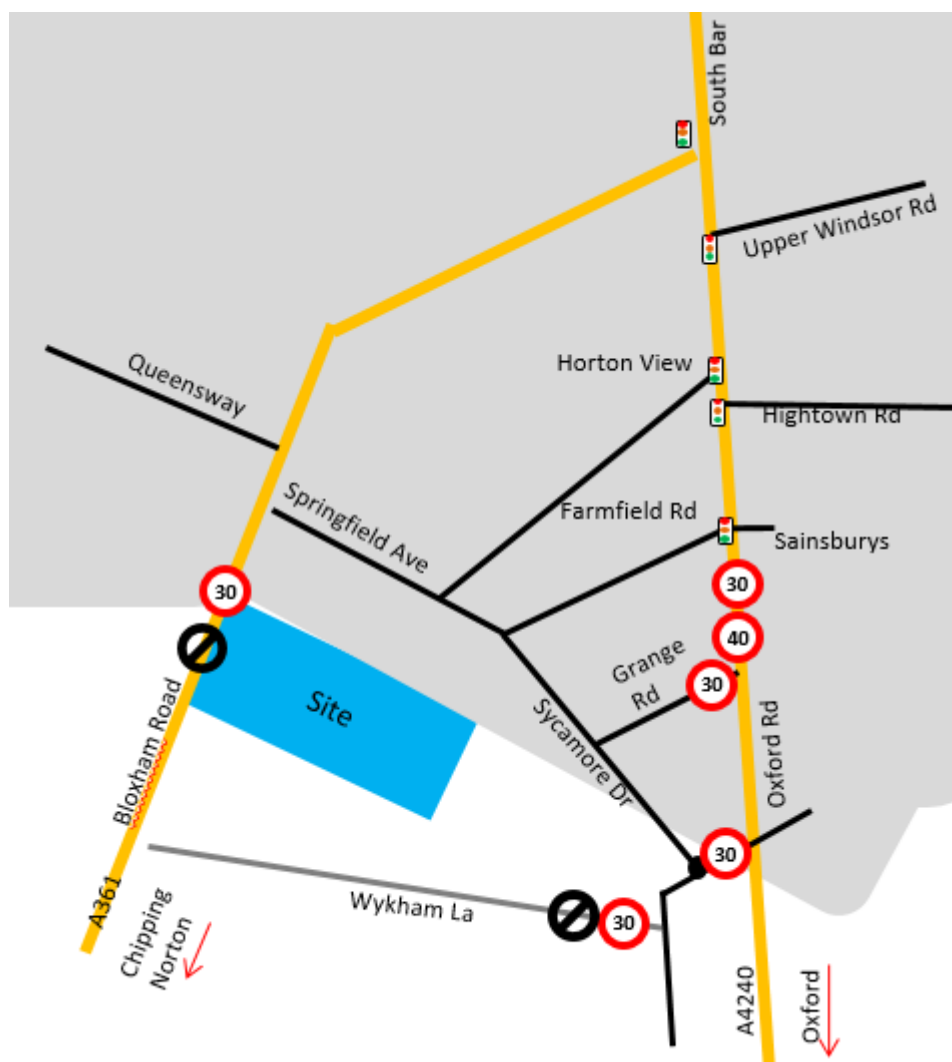 South Bar
Upper Windsor Rd
Horton View
Queensway
Hightown Rd
Springfield Ave
Farmfield Rd
Sainsburys
30
30
40
Grange
Rd
30
Site
Bloxham Road
Sycamore Dr
Oxford Rd
30
Wykham La
30
A361
Chipping
Norton
A4240
Oxford